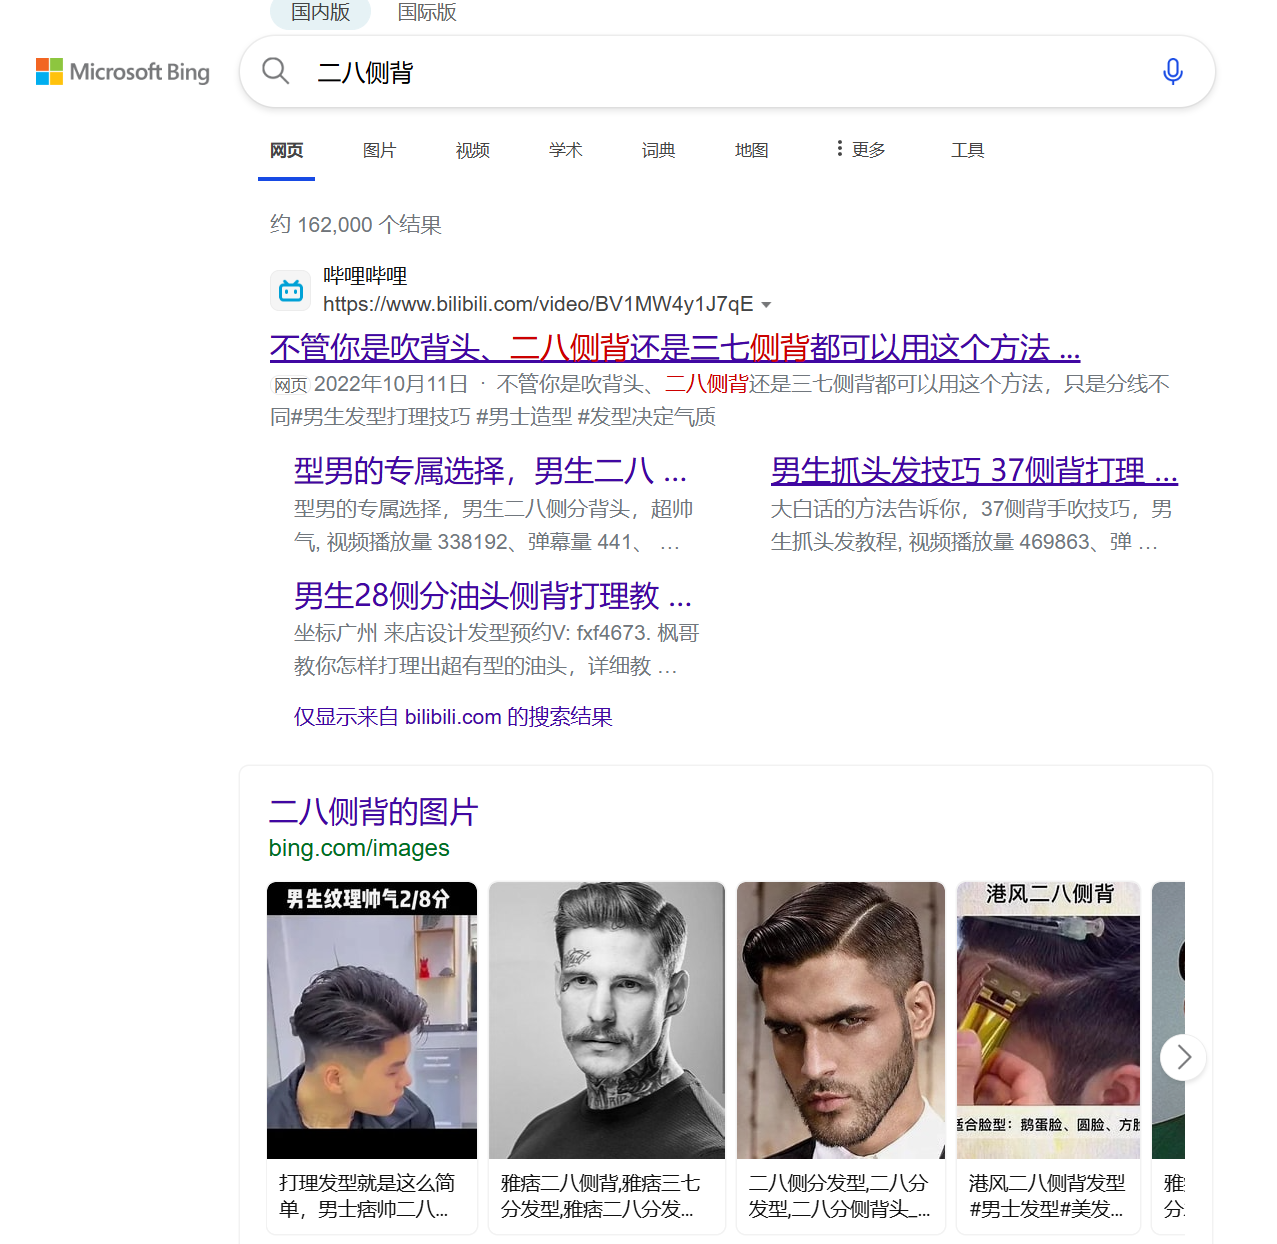 国内版 国际版
Microsoft Bing
二八侧背
网页 图片 视频 学术 词典 地图 更多 工具
约 162,000 个结果
哔哩哔哩
https://www.bilibili.com/video/BV1MW4y1J7qE
不管你是吹背头、二八侧背还是三七侧背都可以用这个方法 ...
网页 2022年10月11日 · 不管你是吹背头、二八侧背还是三七侧背都可以用这个方法，只是分线不
同#男生发型打理技巧 #男士造型 #发型决定气质
型男的专属选择，男生二八 ...
型男的专属选择，男生二八侧分背头，超帅
气, 视频播放量 338192、弹幕量 441、 …
男生抓头发技巧 37侧背打理 ...
大白话的方法告诉你，37侧背手吹技巧，男
生抓头发教程, 视频播放量 469863、弹 …
男生28侧分油头侧背打理教 ...
坐标广州 来店设计发型预约V: fxf4673. 枫哥
教你怎样打理出超有型的油头，详细教 …
仅显示来自 bilibili.com 的搜索结果
二八侧背的图片
bing.com/images
男生纹理帅气2/8分
港风二八侧背
适合脸型：鹅蛋脸、圆脸、方脸
打理发型就是这么简
单，男士痞帅二八...
雅痞二八侧背,雅痞三七
分发型,雅痞二八分发...
二八侧分发型,二八分
发型,二八分侧背头_...
港风二八侧背发型
#男士发型#美发...
雅
分.